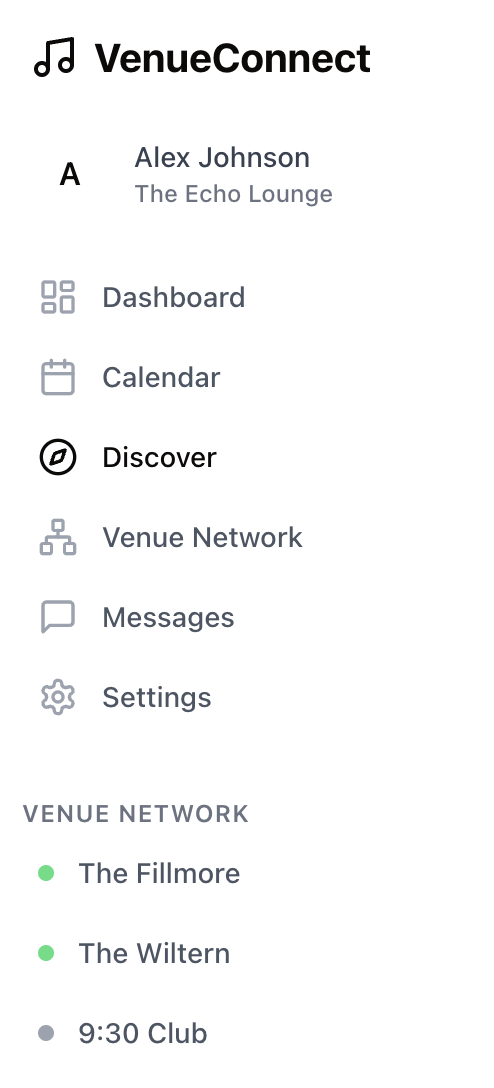 VenueConnect
A
Alex Johnson
The Echo Lounge
Dashboard
Calendar
Discover
Venue Network
Messages
Settings
VENUE NETWORK
The Fillmore
The Wiltern
9:30 Club